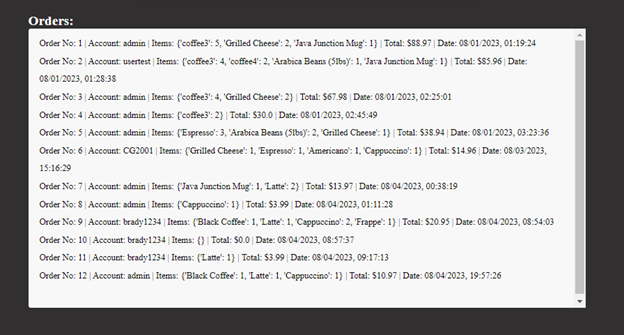 Orders:
Order No: 1 | Account: admin | Items: {'coffee3': 5, 'Grilled Cheese': 2, 'Java Junction Mug': 1} | Total: $88.97 | Date: 08/01/2023, 01:19:24
Order No: 2 | Account: usertest | Items: {'coffee3': 4, 'coffee4': 2, 'Arabica Beans (5lbs)': 1, 'Java Junction Mug': 1} | Total: $85.96 | Date:
08/01/2023, 01:28:38
Order No: 3 | Account: admin | Items: {'coffee3': 4, 'Grilled Cheese': 2} | Total: $67.98 | Date: 08/01/2023, 02:25:01
Order No: 4 | Account: admin | Items: {'coffee3': 2} | Total: $30.0 | Date: 08/01/2023, 02:45:49
Order No: 5 | Account: admin | Items: {'Espresso': 3, 'Arabica Beans (5lbs)': 2, 'Grilled Cheese': 1} | Total: $38.94 | Date: 08/01/2023, 03:23:36
Order No: 6 | Account: CG2001 | Items: {'Grilled Cheese': 1, 'Espresso': 1, 'Americano': 1, 'Cappuccino': 1} | Total: $14.96 | Date: 08/03/2023,
15:16:29
Order No: 7 | Account: admin | Items: {'Java Junction Mug': 1, 'Latte': 2} | Total: $13.97 | Date: 08/04/2023, 00:38:19
Order No: 8 | Account: admin | Items: {'Cappuccino': 1} | Total: $3.99 | Date: 08/04/2023, 01:11:28
Order No: 9 | Account: brady1234 | Items: {'Black Coffee': 1, 'Latte': 1, 'Cappuccino': 2, 'Frappe': 1} | Total: $20.95 | Date: 08/04/2023, 08:54:03
Order No: 10 | Account: brady1234 | Items: {} | Total: $0.0 | Date: 08/04/2023, 08:57:37
Order No: 11 | Account: brady1234 | Items: {'Latte': 1} | Total: $3.99 | Date: 08/04/2023, 09:17:13
Order No: 12 | Account: admin | Items: {'Black Coffee': 1, 'Latte': 1, 'Cappuccino': 1} | Total: $10.97 | Date: 08/04/2023, 19:57:26